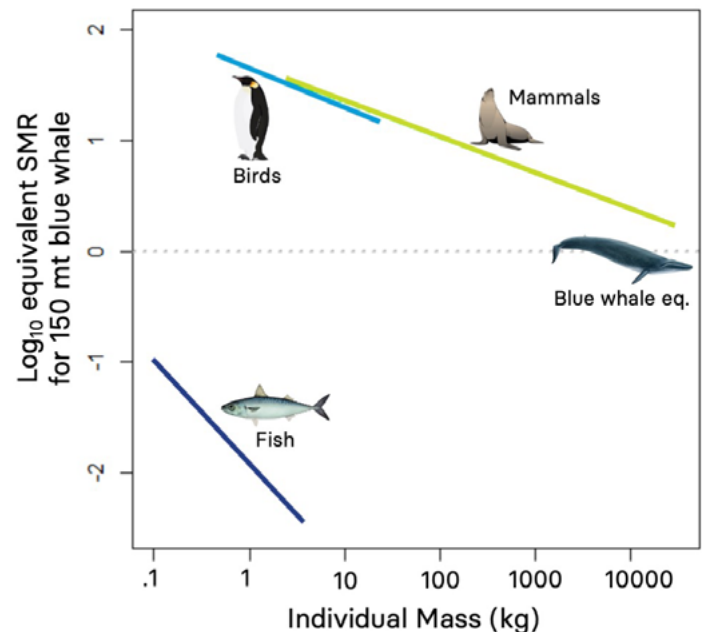 Log10 equivalent SMR
for 150 mt blue whale
2
1
0
-1
-2
Birds
Mammals
Blue whale eq.
Fish
.1 1 10 100 1000 10000
Individual Mass (kg)